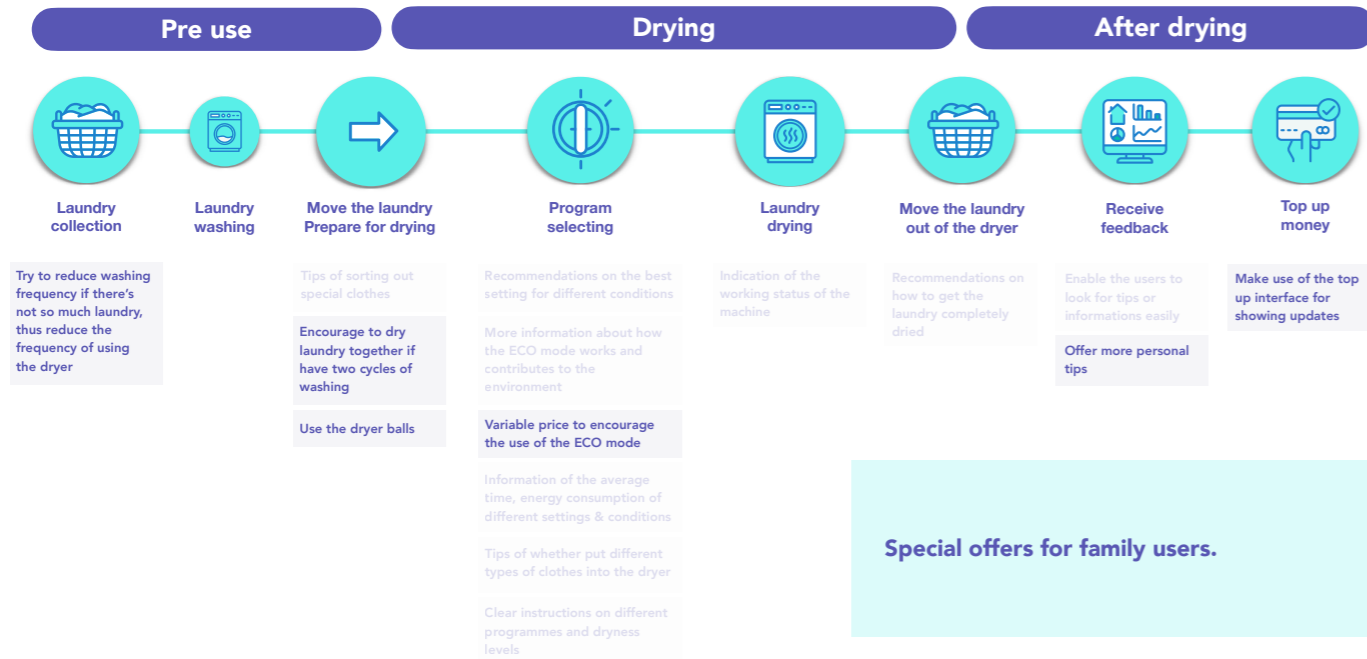 Pre use
Drying
After drying
Laundry
collection
Laundry
washing
Move the laundry
Prepare for drying
Program
selecting
Laundry
drying
Move the laundry
out of the dryer
Receive
feedback
Top up
money
Try to reduce washing
frequency if there's
not so much laundry,
thus reduce the
frequency of using
the dryer
Tips of sorting out
special clothes
Encourage to dry
laundry together if
have two cycles of
washing
Use the dryer balls
Recommendations on the best
setting for different conditions
More information about how
the ECO mode works and
contributes to the
environment
Variable price to encourage
the use of the ECO mode
Information of the average
time, energy consumption of
different settings & conditions
Tips of whether put different
types of clothes into the dryer
Clear instructions on different
programmes and dryness
levels
Indication of the
working status of the
machine
Recommendations on
how to get the
laundry completely
dried
Enable the users to
look for tips or
informations easily
Offer more personal
tips
Make use of the top
up interface for
showing updates
Special offers for family users.